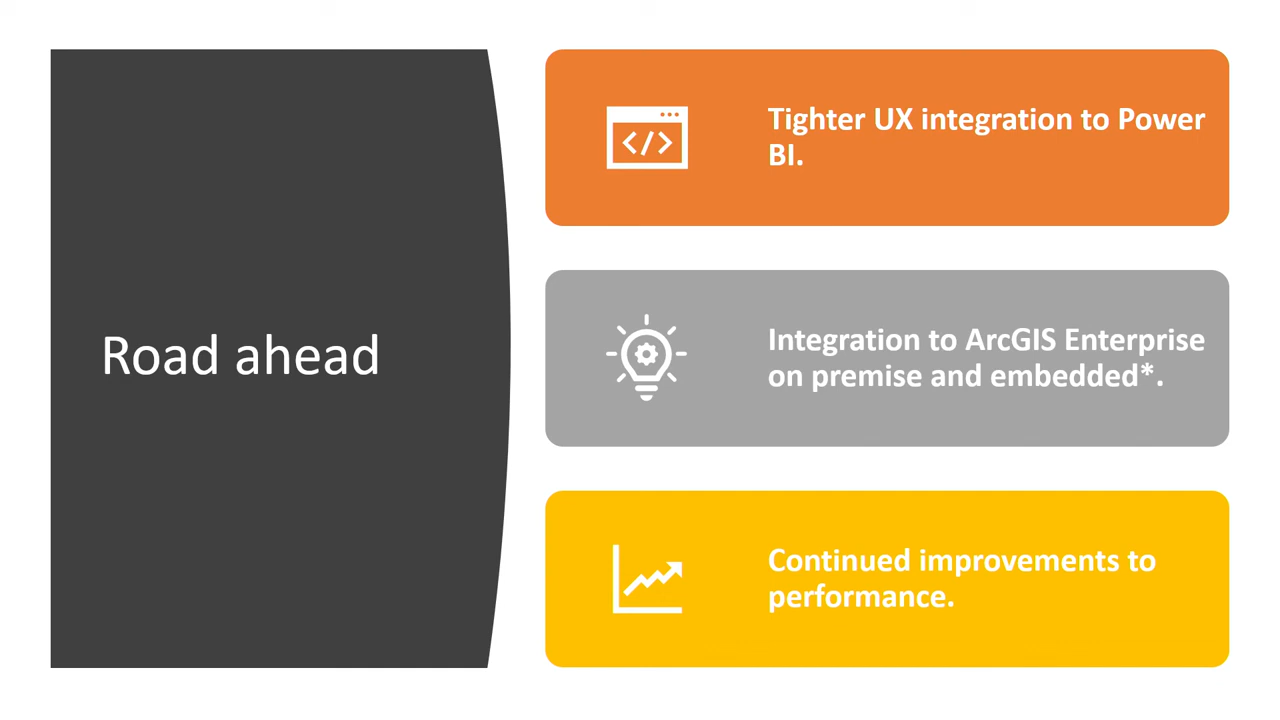 Road ahead
Tighter UX integration to Power
BI.
Integration to ArcGIS Enterprise
on premise and embedded*.
Continued improvements to
performance.